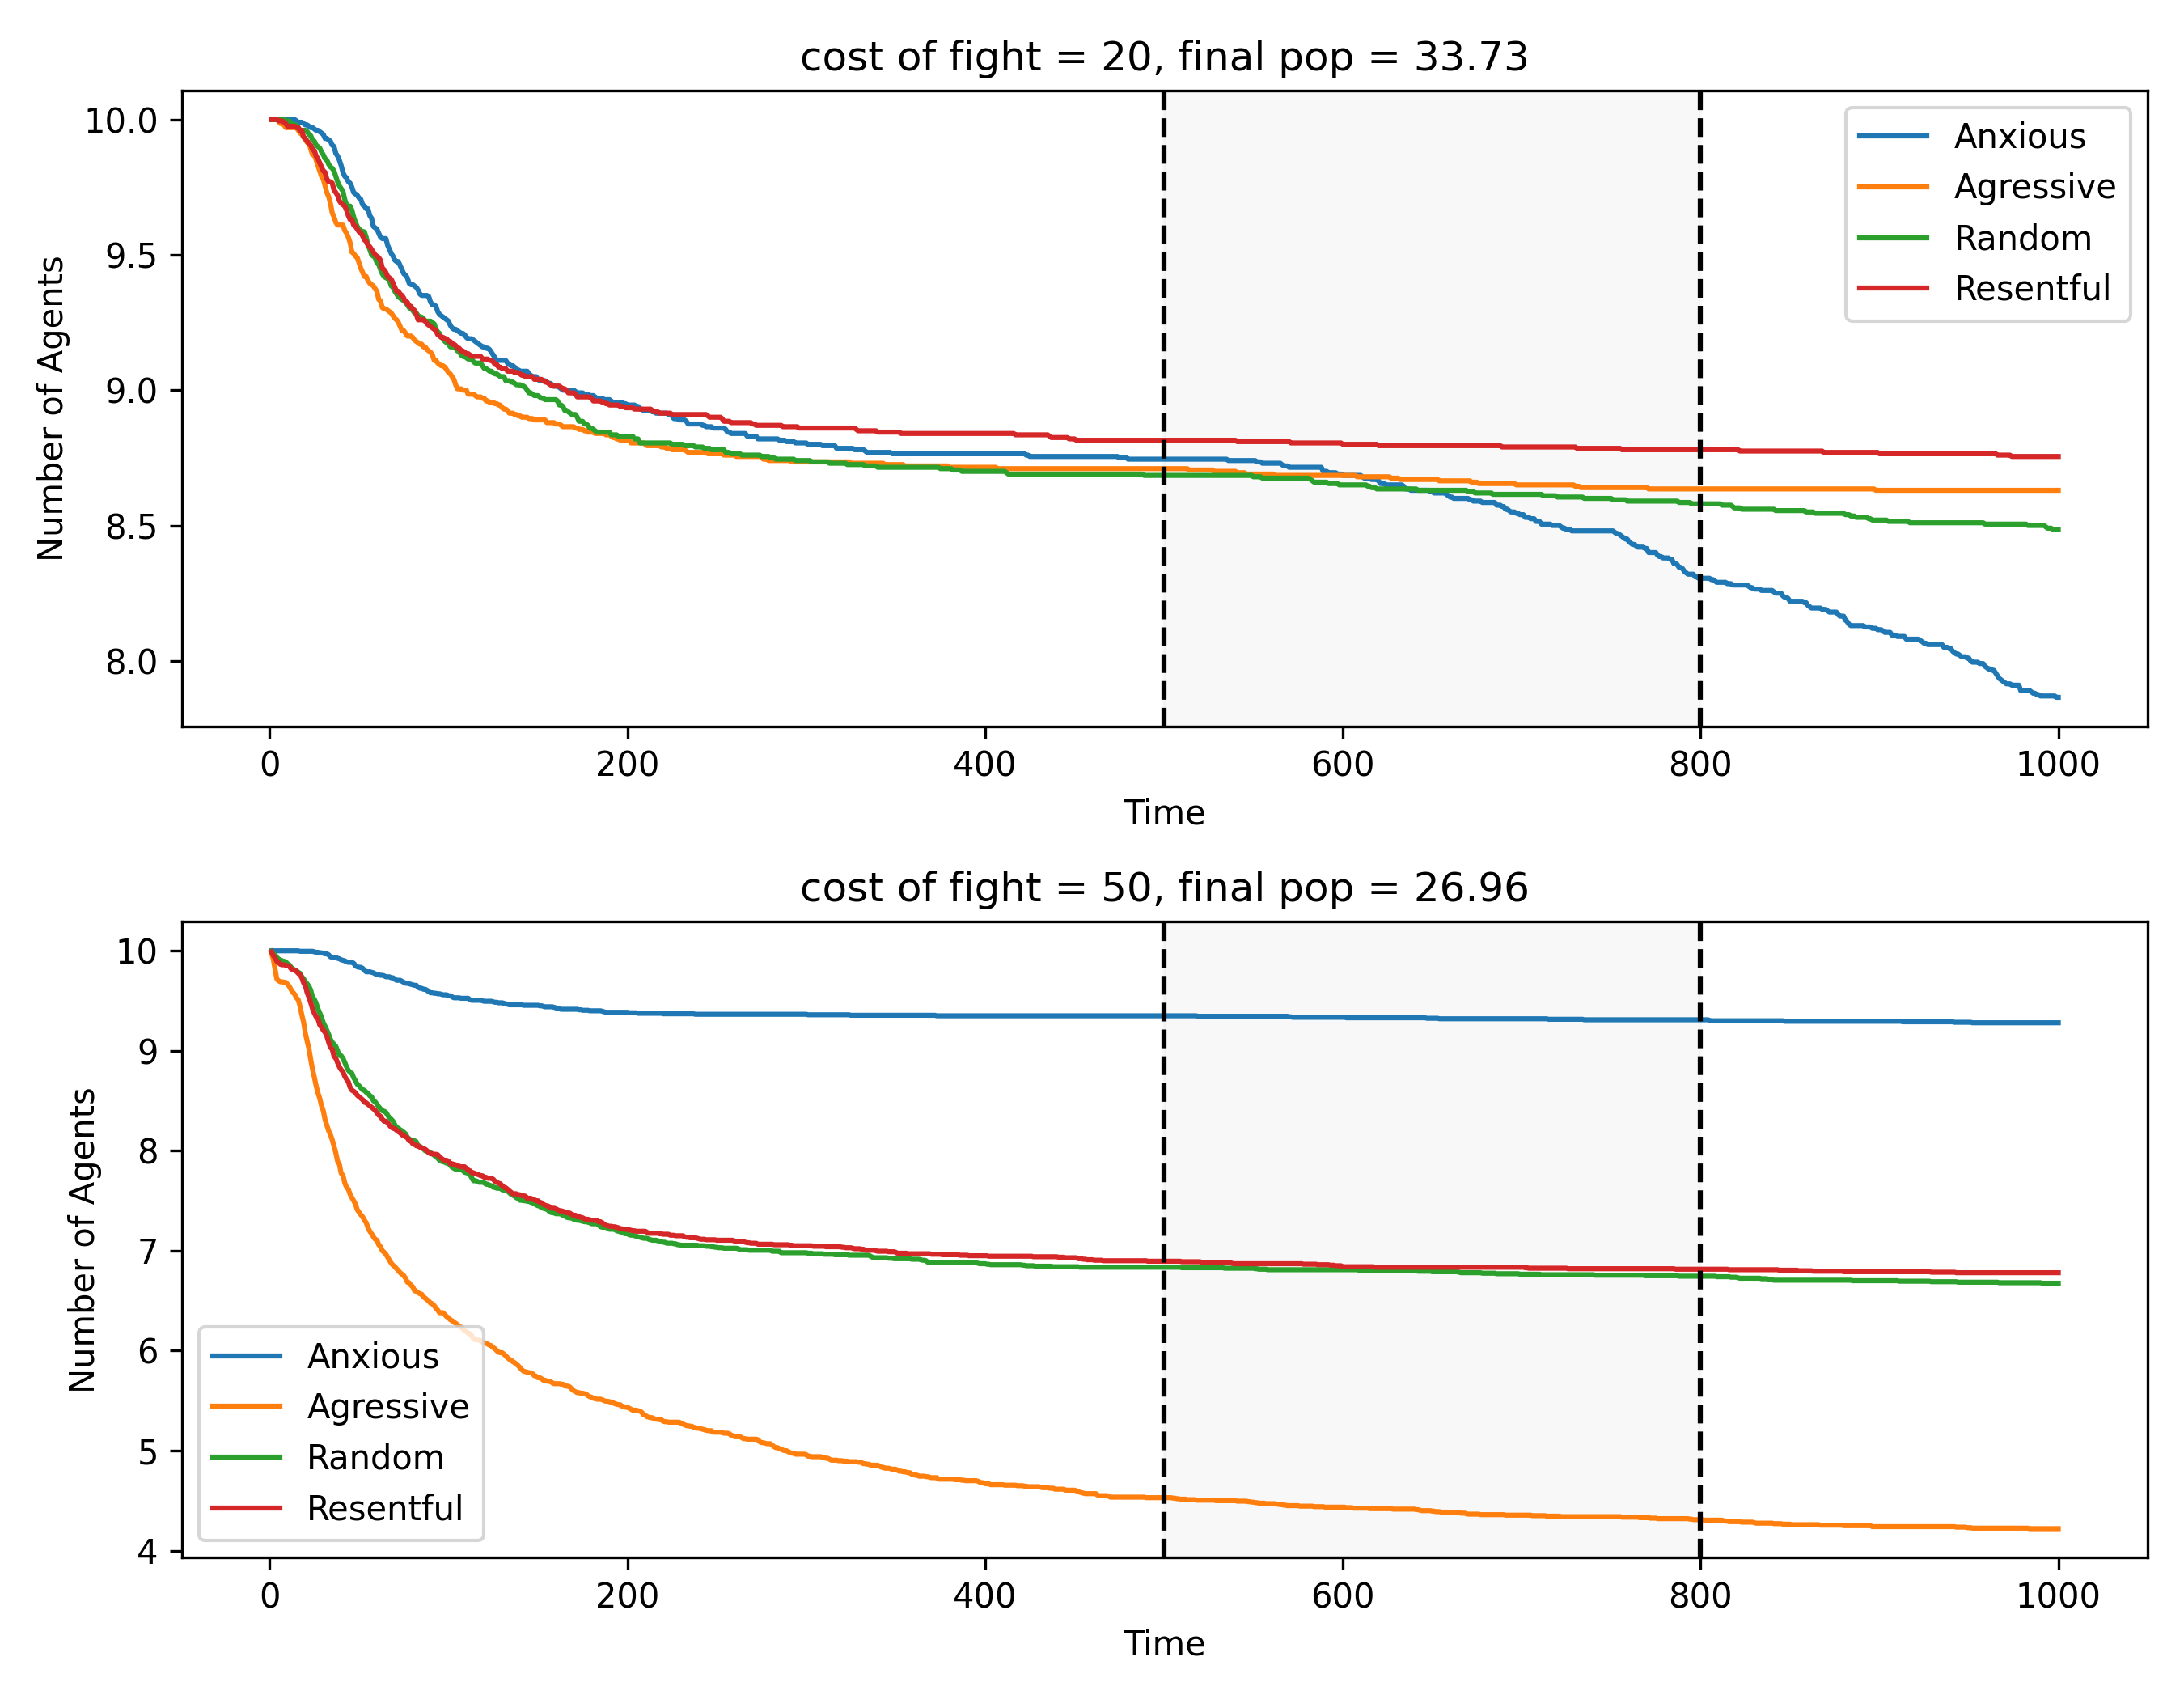 cost of fight = 20, final pop = 33.73
Number of Agents
10.0
9.5
9.0
8.5
8.0
Anxious
Agressive
Random
Resentful
0 200 400 600 800 1000
Time
cost of fight = 50, final pop = 26.96
Number of Agents
10
9
8
7
6
5
4
Anxious
Agressive
Random
Resentful
0 200 400 600 800 1000
Time